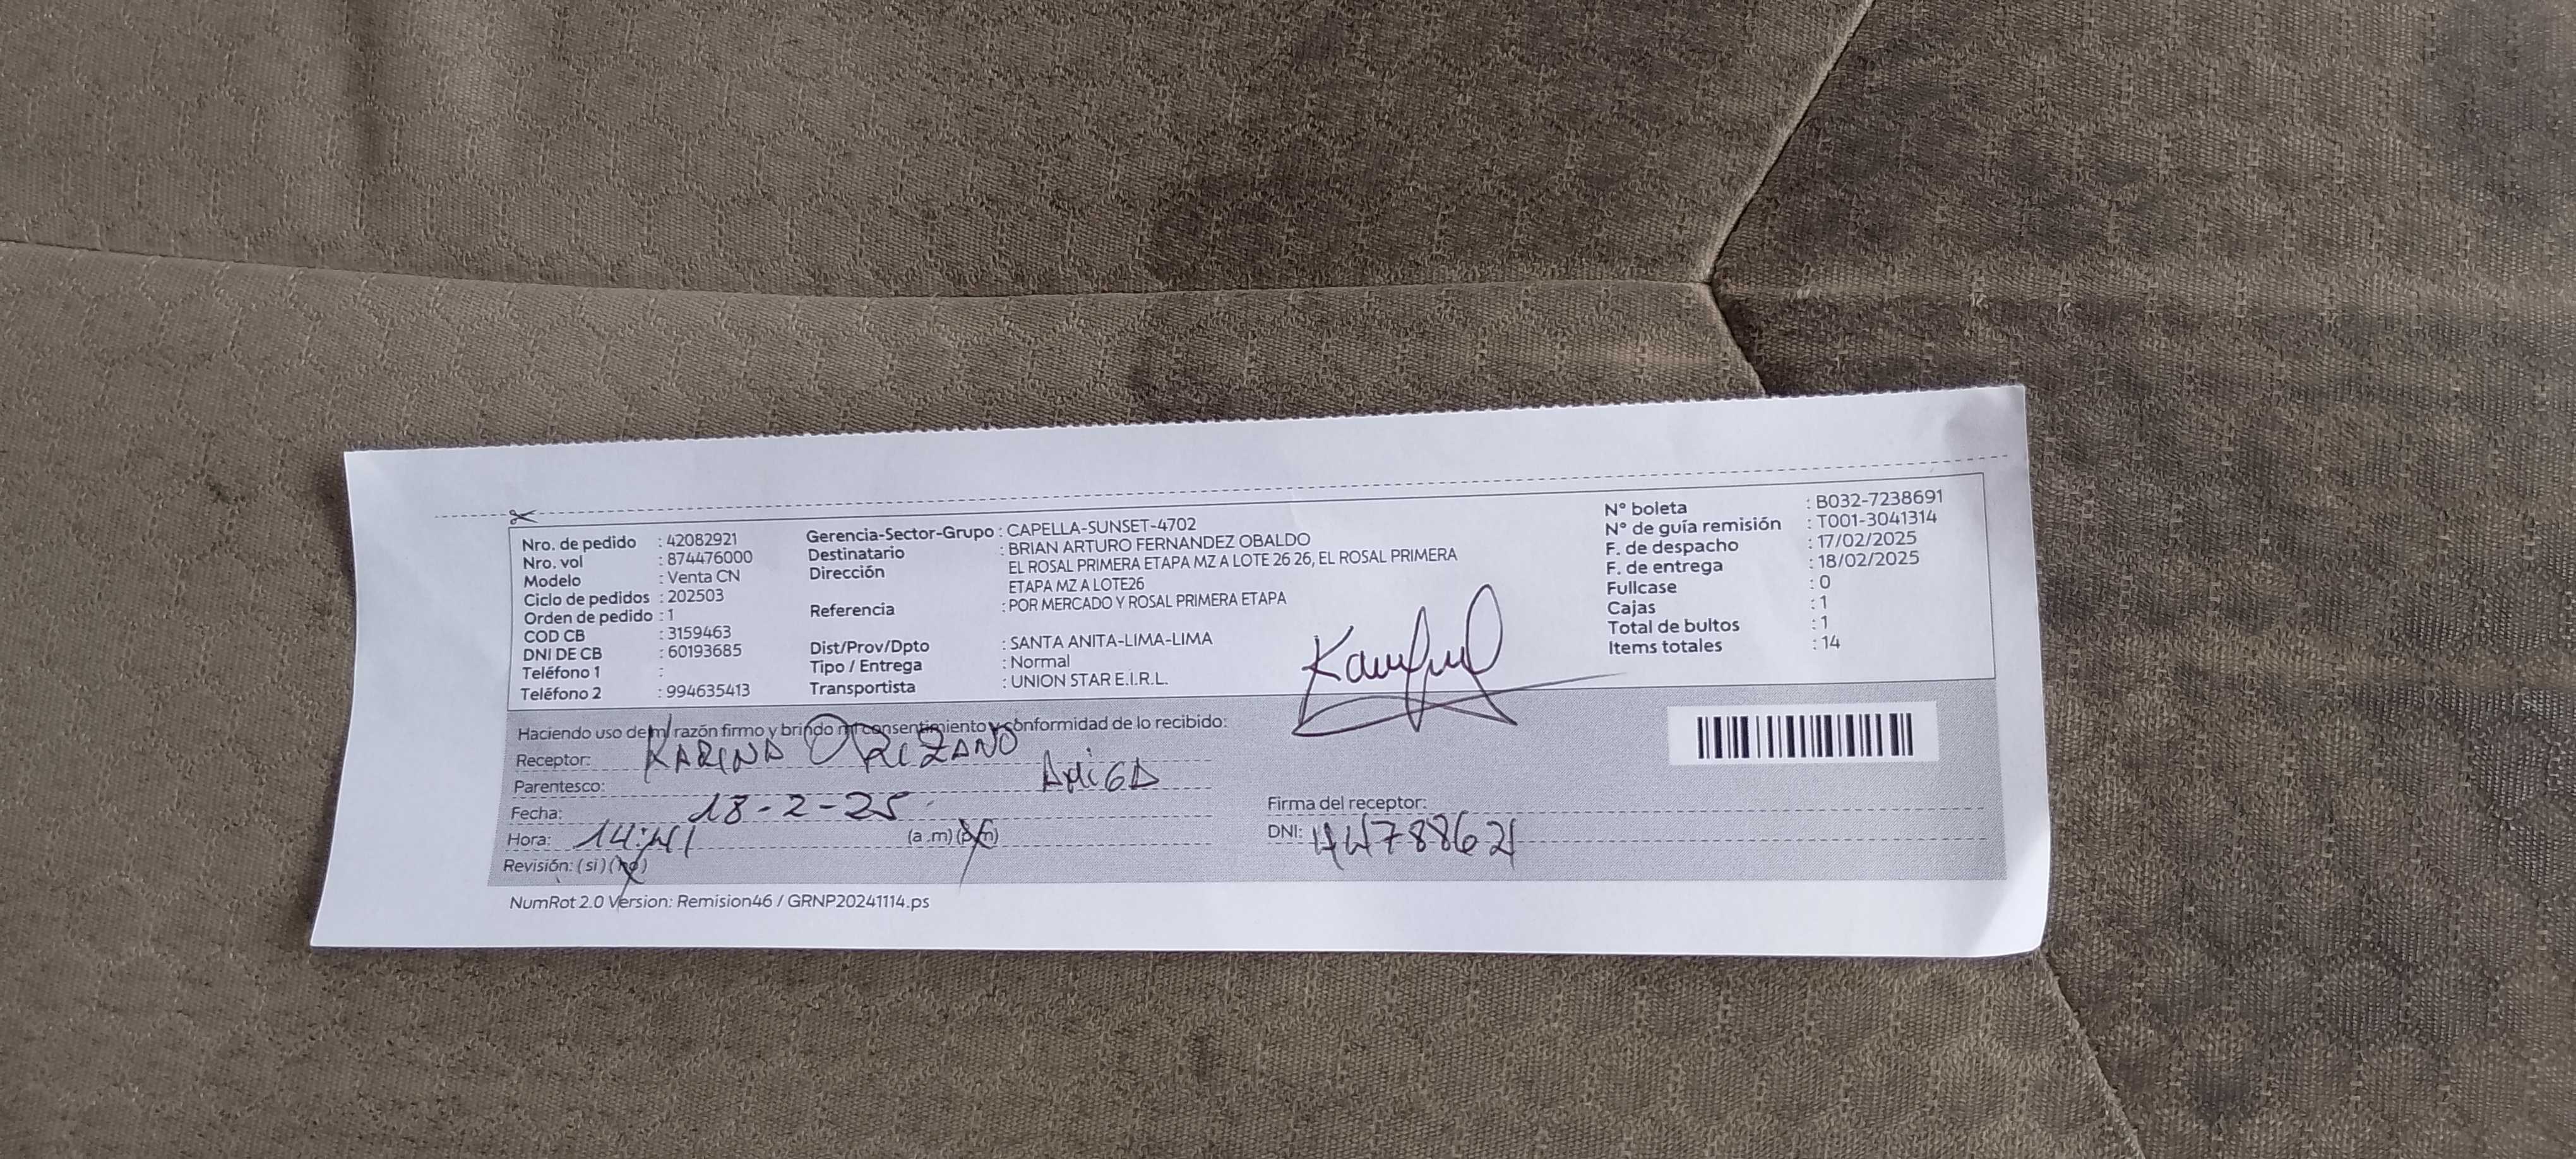 Nro. de pedido : 42082921
Nro. vol : 874476000
Modelo : Venta CN
Ciclo de pedidos : 202503
Orden de pedido : 1
COD CB : 3159463
DNI DE CB : 60193685
Teléfono 1 :
Teléfono 2 : 994635413
Gerencia-Sector-Grupo : CAPELLA-SUNSET-4702
Destinatario : BRIAN ARTURO FERNANDEZ OBALDO
Dirección EL ROSAL PRIMERA ETAPA MZ A LOTE 26 26, EL ROSAL PRIMERA
ETAPA MZ A LOTE26
Referencia : POR MERCADO Y ROSAL PRIMERA ETAPA
Dist/Prov/Dpto : SANTA ANITA-LIMA-LIMA
Tipo / Entrega : Normal
Transportista : UNION STAR E.I.R.L.
N° boleta : B032-7238691
N° de guía remisión : T001-3041314
F. de despacho : 17/02/2025
F. de entrega : 18/02/2025
Fullcase : 0
Cajas : 1
Total de bultos : 1
Items totales : 14
Haciendo uso de mi razón firmo y brindo mi consentimiento y conformidad de lo recibido:
Receptor: KARINA ORIZANO
Parentesco: AMIGA
Fecha: 18-2-25
Hora: 14:41 (a .m) (p.m)
Revisión: (si) (no)
Firma del receptor:
DNI:
NumRot 2.0 Version: Remision46 / GRNP20241114.ps